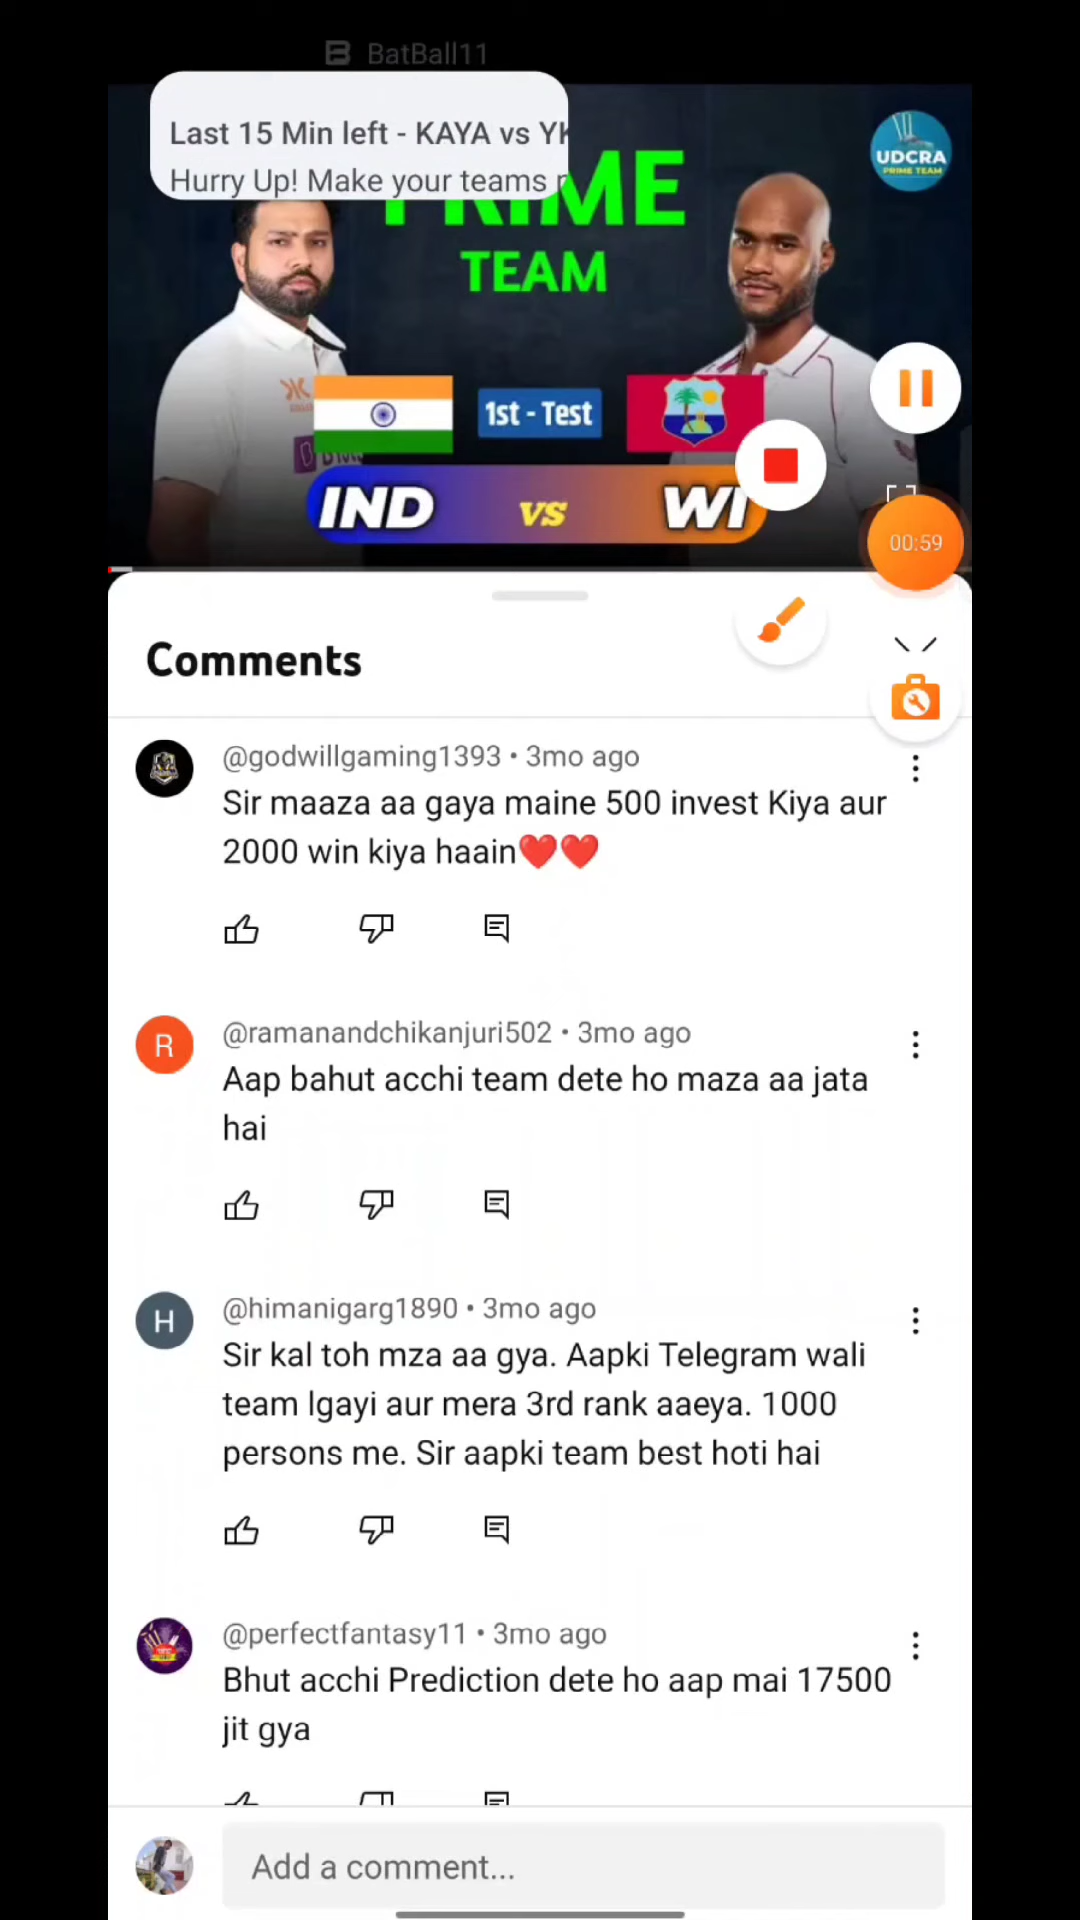 BatBall11
Last 15 Min left - KAYA vs
Hurry Up! Make your teams
PRIME
TEAM
UDCRA
PRIME TEAM
1st - Test
IND vs WI
00:59
Comments
@godwillgaming1393 • 3mo ago
Sir maaza aa gaya maine 500 invest Kiya aur
2000 win kiya haain❤️❤️
R
@ramanandchikanjuri502 • 3mo ago
Aap bahut acchi team dete ho maza aa jata
hai
H
@himanigarg1890 • 3mo ago
Sir kal toh mza aa gya. Aapki Telegram wali
team lgayi aur mera 3rd rank aaeya. 1000
persons me. Sir aapki team best hoti hai
@perfectfantasy11 • 3mo ago
Bhut acchi Prediction dete ho aap mai 17500
jit gya
Add a comment...